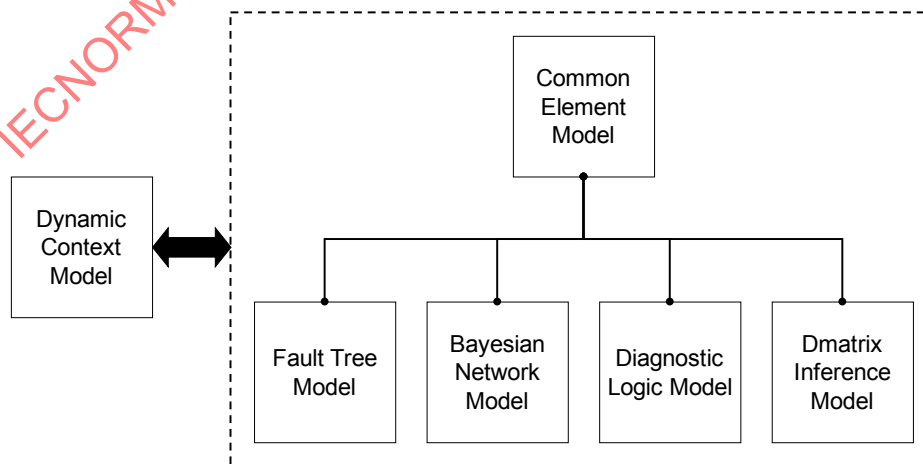 IECNORM
Common
Element
Model
Dynamic
Context
Model
Fault Tree
Model
Bayesian
Network
Model
Diagnostic
Logic Model
Dmatrix
Inference
Model